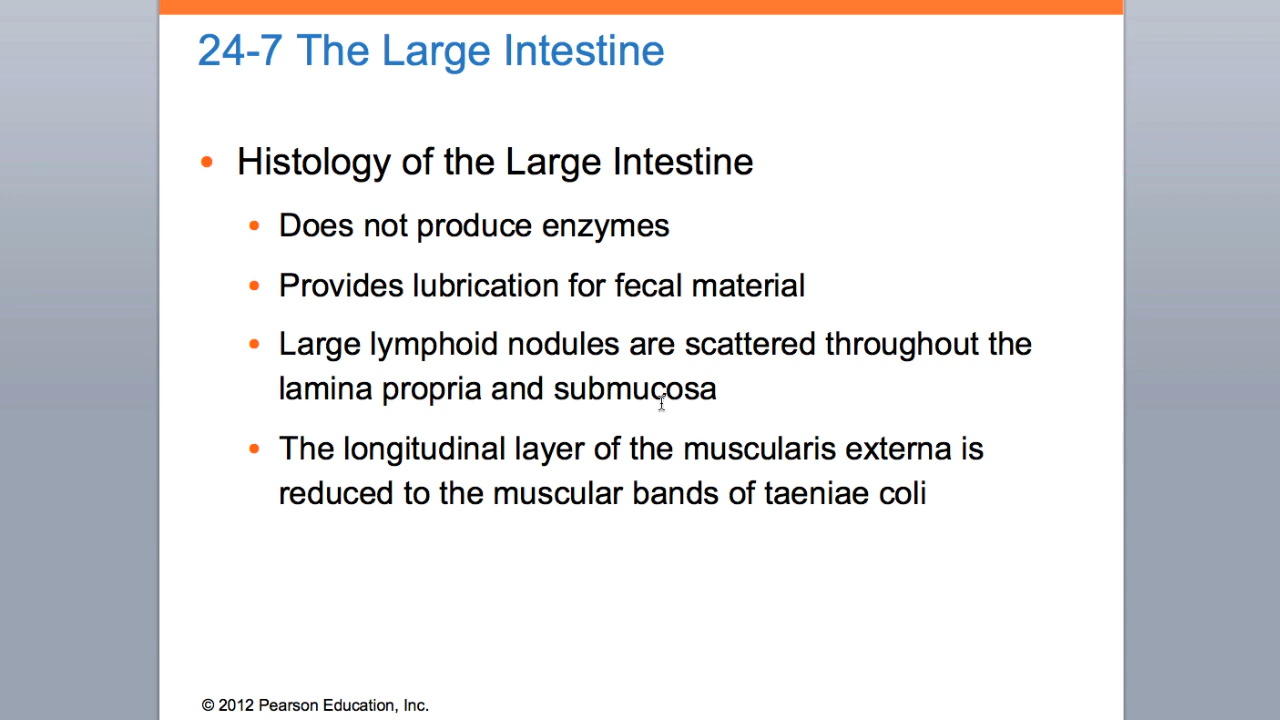 24-7 The Large Intestine
• Histology of the Large Intestine
• Does not produce enzymes
• Provides lubrication for fecal material
• Large lymphoid nodules are scattered throughout the
lamina propria and submucosa
• The longitudinal layer of the muscularis externa is
reduced to the muscular bands of taeniae coli
© 2012 Pearson Education, Inc.